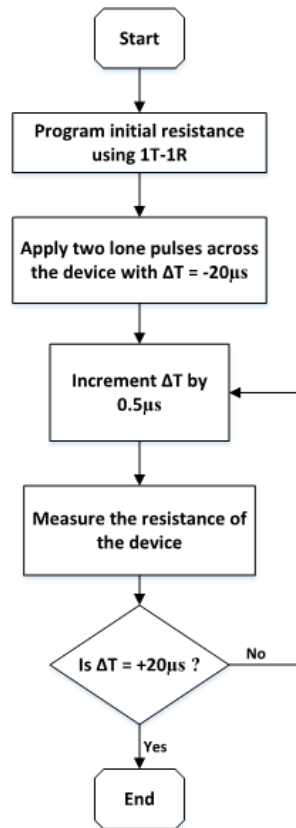 Start
Program initial resistance
using 1T-1R
Apply two lone pulses across
the device with ΔT = -20µs
Increment ΔT by
0.5µs
Measure the resistance of
the device
Is ΔT = +20µs ?
No
Yes
End